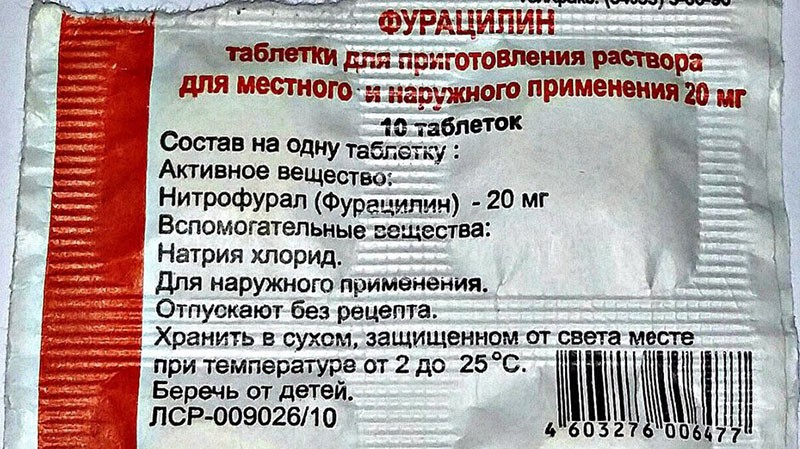 ФУРАЦИЛИН
таблетки для приготовления раствора
для местного и наружного применения 20 мг
10 таблеток
Состав на одну таблетку :
Активное вещество:
Нитрофурал (Фурацилин) - 20 мг
Вспомогательные вещества:
Натрия хлорид.
Для наружного применения.
Отпускают без рецепта.
Хранить в сухом, защищенном от света месте
при температуре от 2 до 25°С.
Беречь от детей.
ЛСР-009026/10
4 603276 006477